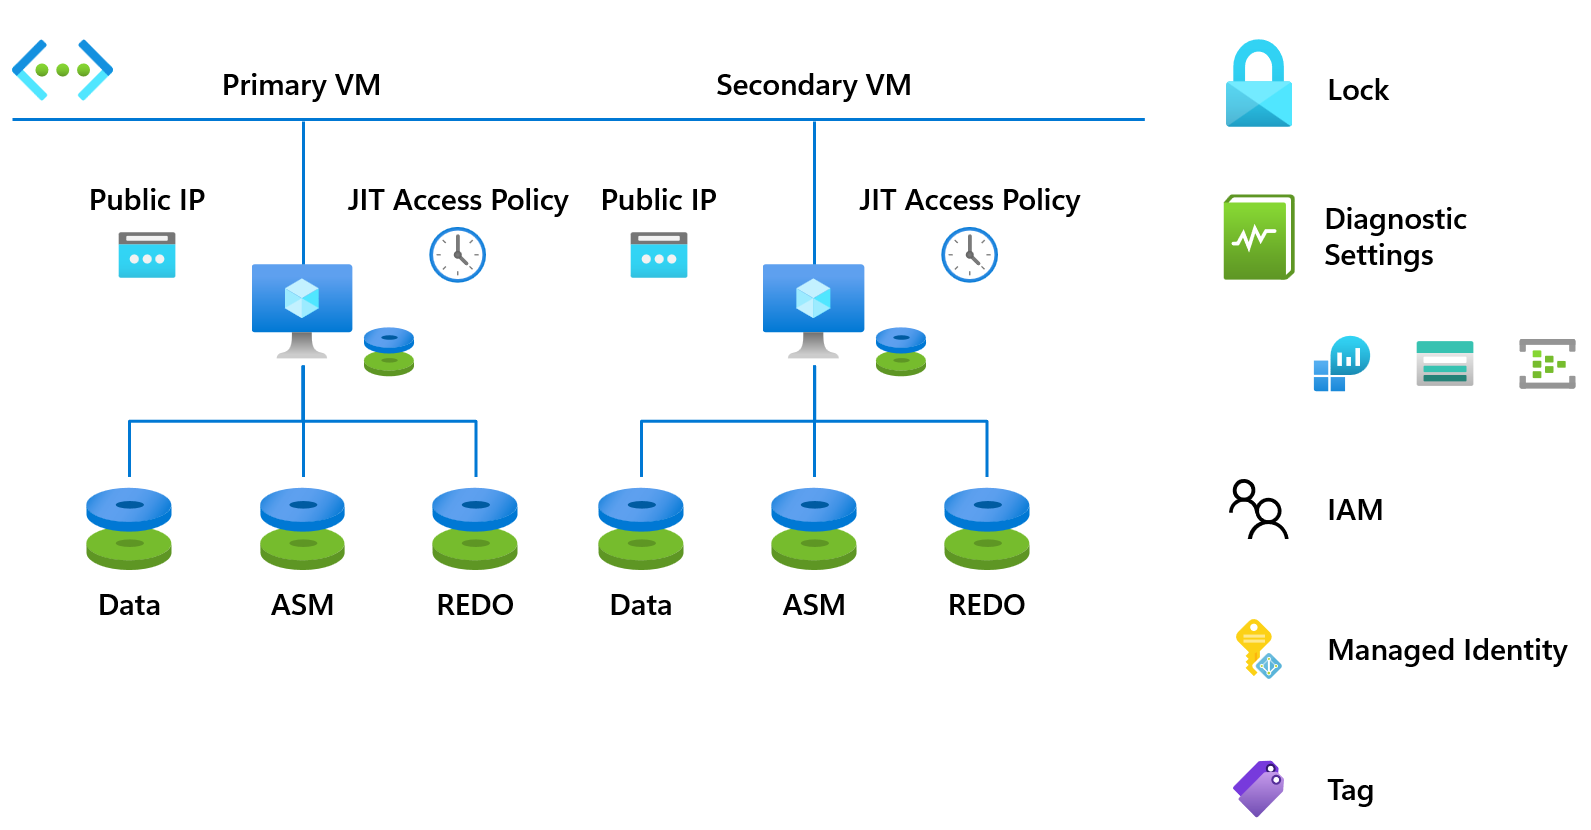 Primary VM
Secondary VM
Lock
Public IP
JIT Access Policy
Public IP
JIT Access Policy
Diagnostic
Settings
IAM
Data
ASM
REDO
Data
ASM
REDO
Managed Identity
Tag